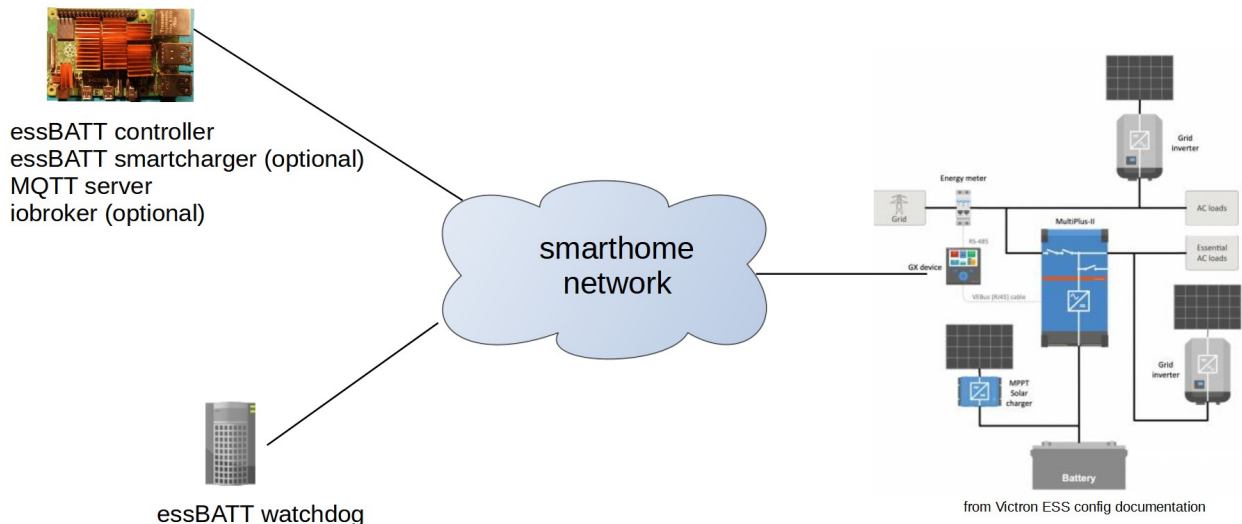 essBATT controller
essBATT smartcharger (optional)
MQTT server
iobroker (optional)
smarthome
network
essBATT watchdog
Grid
inverter
Energy meter
Grid
AC loads
MultiPlus-II
RS-485
Essential
AC loads
GX device
VEBus (RJ45) cable
MPPT
Solar
charger
Grid
inverter
Battery
from Victron ESS config documentation